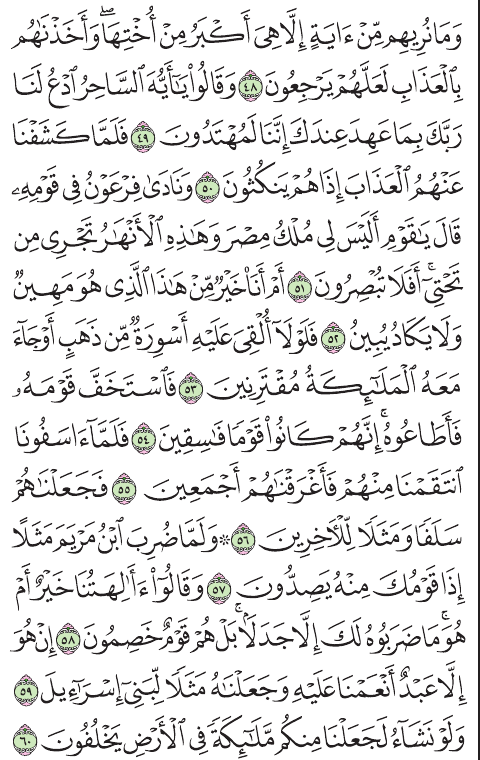 وَمَا نُرِيهِم مِّنْ ءَايَةٍ إِلَّا هِىَ أَكْبَرُ مِنْ أُخْتِهَا ۖ وَأَخَذْنَٰهُم
بِٱلْعَذَابِ لَعَلَّهُمْ يَرْجِعُونَ ٤٨ وَقَالُوا۟ يَٰٓأَيُّهَ ٱلسَّاحِرُ ٱدْعُ لَنَا
رَبَّكَ بِمَا عَهِدَ عِندَكَ إِنَّنَا لَمُهْتَدُونَ ٤٩ فَلَمَّا كَشَفْنَا
عَنْهُمُ ٱلْعَذَابَ إِذَا هُمْ يَنكُثُونَ ٥٠ وَنَادَىٰ فِرْعَوْنُ فِى قَوْمِهِۦ
قَالَ يَٰقَوْمِ أَلَيْسَ لِى مُلْكُ مِصْرَ وَهَٰذِهِ ٱلْأَنْهَٰرُ تَجْرِى مِن
تَحْتِىٓ ۖ أَفَلَا تُبْصِرُونَ ٥١ أَمْ أَنَا۠ خَيْرٌ مِّنْ هَٰذَا ٱلَّذِى هُوَ مَهِينٌ
وَلَا يَكَادُ يُبِينُ ٥٢ فَلَوْلَآ أُلْقِىَ عَلَيْهِ أَسْوِرَةٌ مِّن ذَهَبٍ أَوْ جَآءَ
مَعَهُ ٱلْمَلَٰٓئِكَةُ مُقْتَرِنِينَ ٥٣ فَٱسْتَخَفَّ قَوْمَهُۥ
فَأَطَاعُوهُ ۚ إِنَّهُمْ كَانُوا۟ قَوْمًا فَٰسِقِينَ ٥٤ فَلَمَّآ ءَاسَفُونَا
ٱنتَقَمْنَا مِنْهُمْ فَأَغْرَقْنَٰهُمْ أَجْمَعِينَ ٥٥ فَجَعَلْنَٰهُمْ
سَلَفًا وَمَثَلًا لِّلْءَاخِرِينَ ٥٦ ۞ وَلَمَّا ضُرِبَ ٱبْنُ مَرْيَمَ مَثَلًا
إِذَا قَوْمُكَ مِنْهُ يَصِدُّونَ ٥٧ وَقَالُوٓا۟ ءَأَٰلِهَتُنَا خَيْرٌ أَمْ
هُوَ ۚ مَا ضَرَبُوهُ لَكَ إِلَّا جَدَلًۢا ۚ بَلْ هُمْ قَوْمٌ خَصِمُونَ ٥٨ إِنْ هُوَ
إِلَّا عَبْدٌ أَنْعَمْنَا عَلَيْهِ وَجَعَلْنَٰهُ مَثَلًا لِّبَنِىٓ إِسْرَٰٓءِيلَ ٥٩
وَلَوْ نَشَآءُ لَجَعَلْنَا مِنكُم مَّلَٰٓئِكَةً فِى ٱلْأَرْضِ يَخْلُفُونَ ٦٠